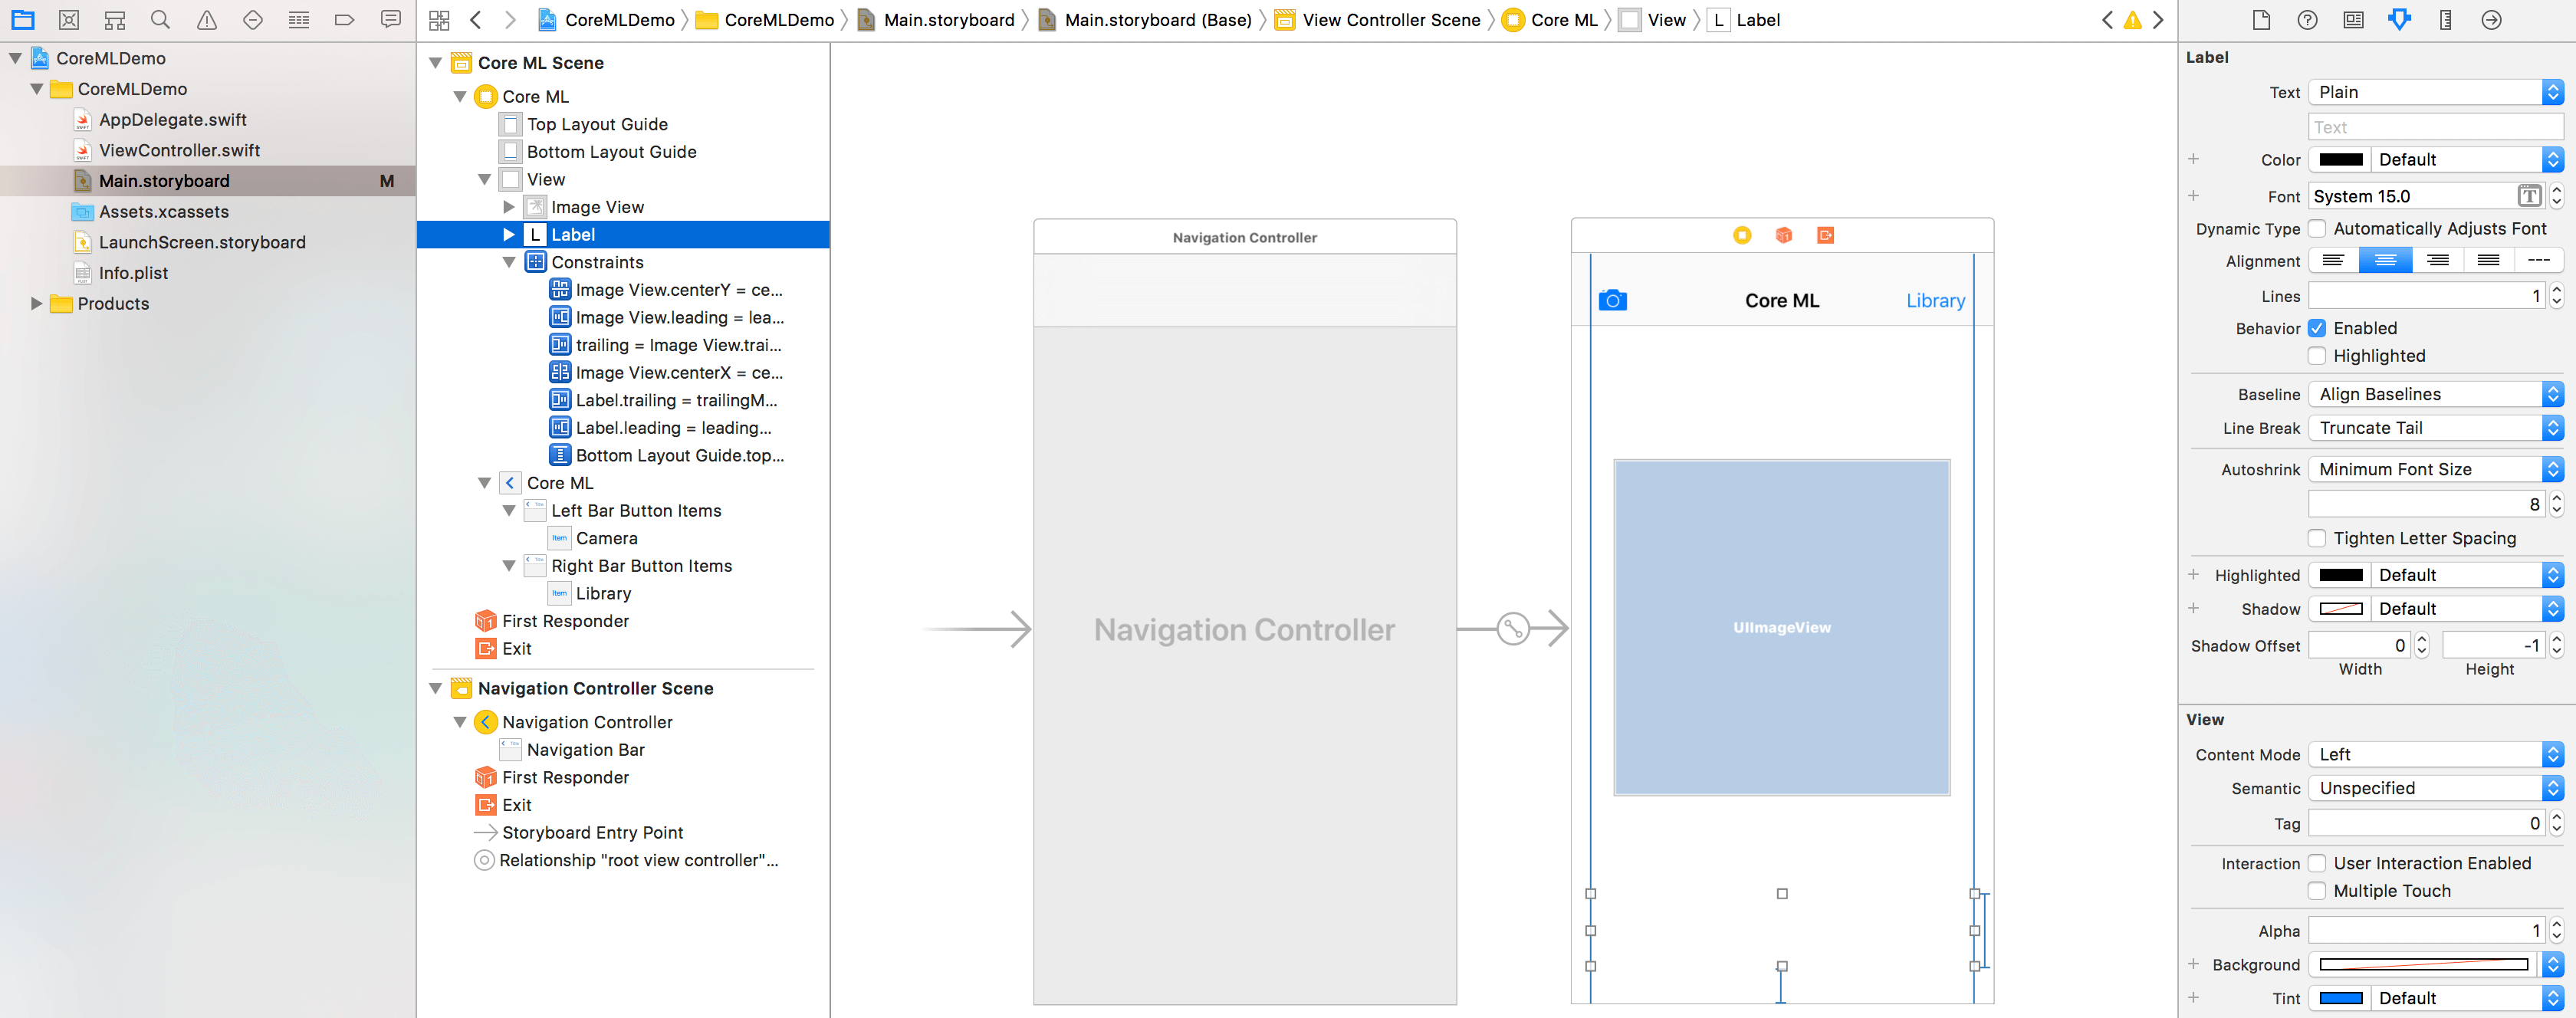 CoreMLDemo
CoreMLDemo
AppDelegate.swift
ViewController.swift
Main.storyboard M
Assets.xcassets
LaunchScreen.storyboard
Info.plist
Products
CoreMLDemo CoreMLDemo Main.storyboard Main.storyboard (Base) View Controller Scene Core ML View L Label
Core ML Scene
Core ML
Top Layout Guide
Bottom Layout Guide
View
Image View
L Label
Constraints
Image View.centerY = ce...
Image View.leading = lea...
trailing = Image View.trai...
Image View.centerX = ce...
Label.trailing = trailingM...
Label.leading = leading...
Bottom Layout Guide.top...
Core ML
Left Bar Button Items
Item Camera
Right Bar Button Items
Item Library
First Responder
Exit
Navigation Controller Scene
Navigation Controller
Navigation Bar
First Responder
Exit
Storyboard Entry Point
Relationship "root view controller"...
Navigation Controller
Navigation Controller
Core ML Library
UIImageView
Label
Text Plain
Text
Color Default
Font System 15.0 T
Dynamic Type Automatically Adjusts Font
Alignment
Lines 1
Behavior Enabled
Highlighted
Baseline Align Baselines
Line Break Truncate Tail
Autoshrink Minimum Font Size
8
Tighten Letter Spacing
Highlighted Default
Shadow Default
Shadow Offset 0 -1
Width Height
View
Content Mode Left
Semantic Unspecified
Tag 0
Interaction User Interaction Enabled
Multiple Touch
Alpha 1
Background
Tint Default